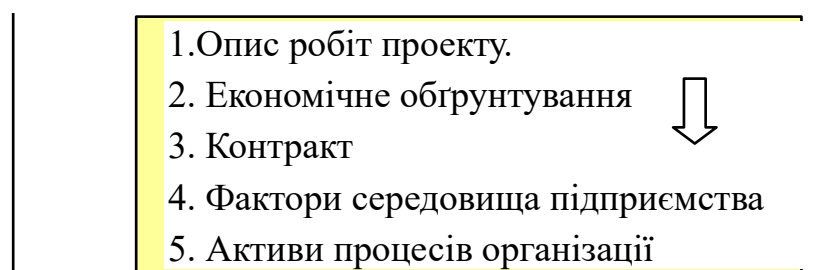 1.Опис робіт проекту.
2. Економічне обґрунтування
3. Контракт
4. Фактори середовища підприємства
5. Активи процесів організації